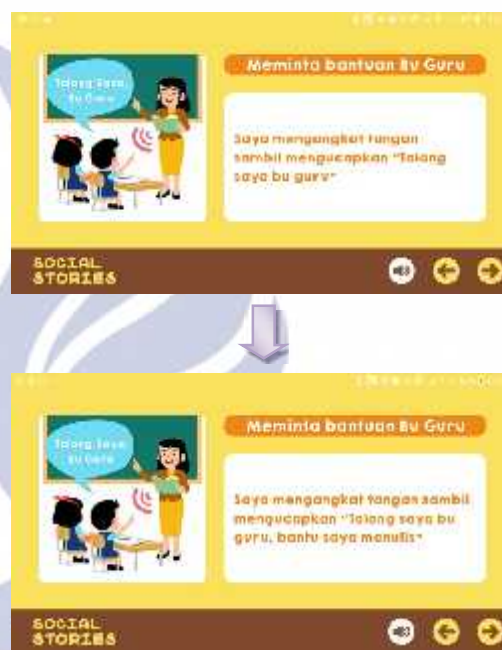 Meminta bantuan Bu Guru
Tolong Saya
Bu Guru
Saya mengangkat tangan
sambil mengucapkan "Tolong
saya bu guru"
SOCIAL
STORIES
Meminta bantuan Bu Guru
Tolong Saya
Bu Guru
Saya mengangkat tangan sambil
mengucapkan "Tolong saya bu
guru, bantu saya menulis"
SOCIAL
STORIES